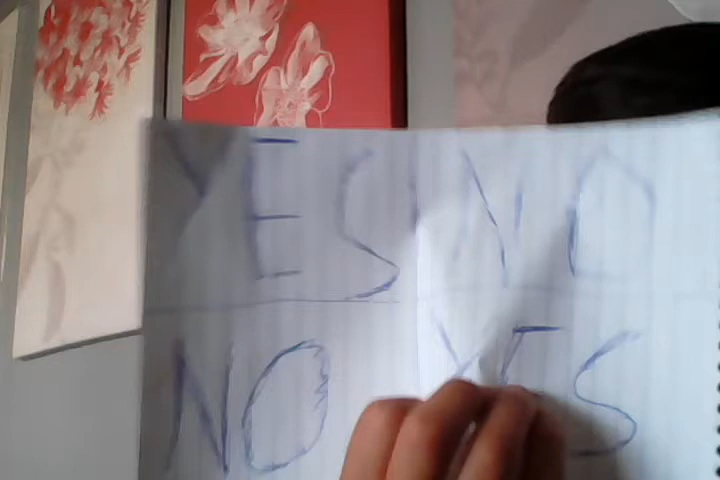 YES NO
NO YES